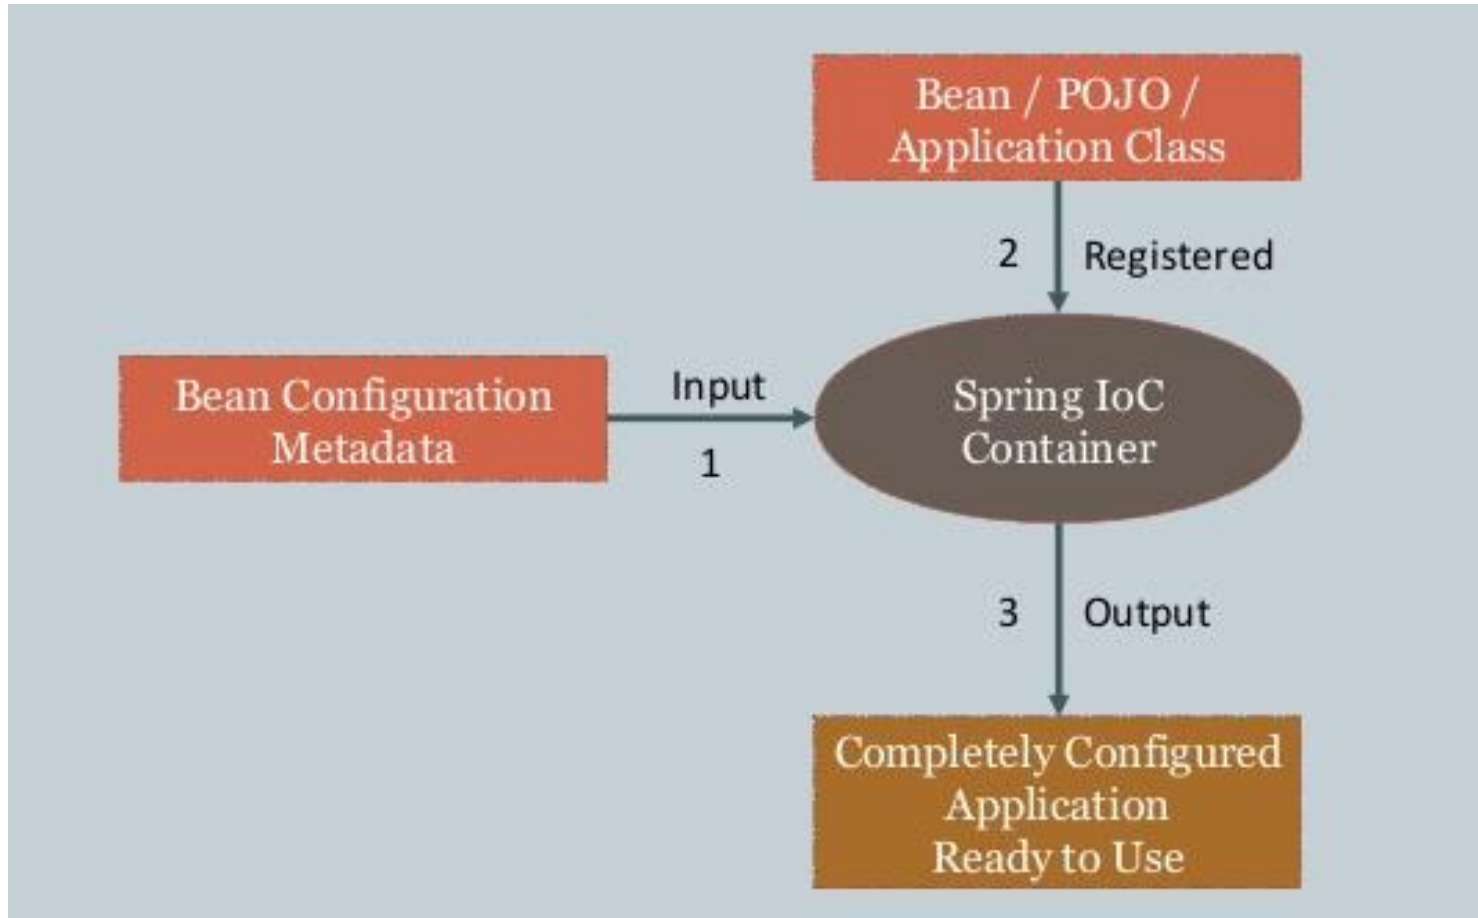 Bean / POJO /
Application Class
2
Registered
Bean Configuration
Metadata
Input
1
Spring IoC
Container
3
Output
Completely Configured
Application
Ready to Use